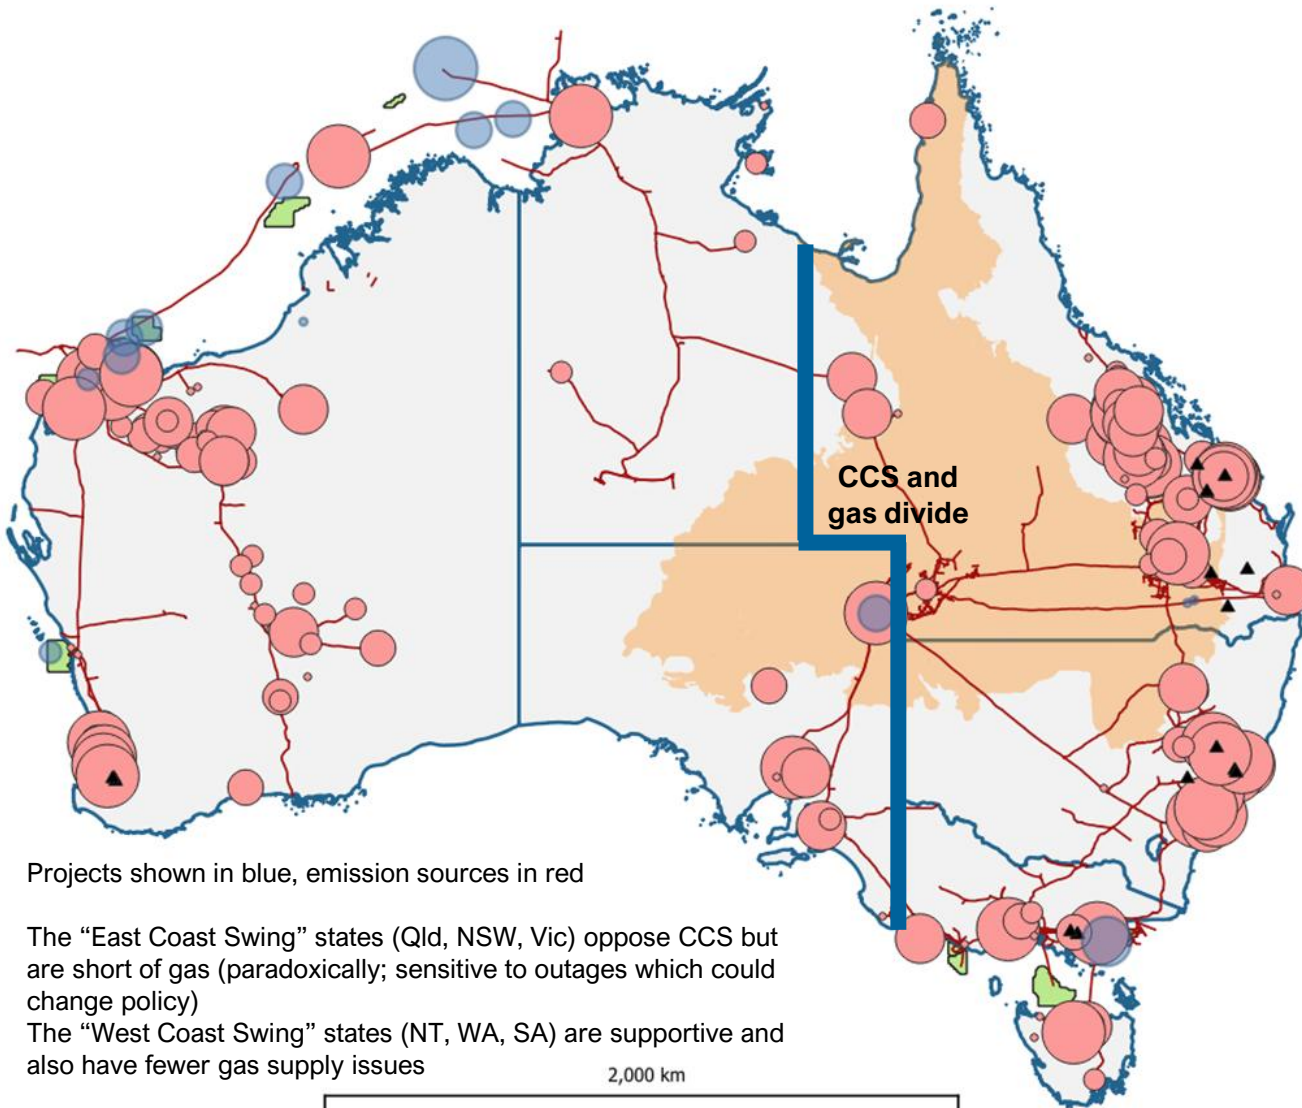 CCS and
gas divide
Projects shown in blue, emission sources in red
The “East Coast Swing” states (Qld, NSW, Vic) oppose CCS but
are short of gas (paradoxically; sensitive to outages which could
change policy)
The “West Coast Swing” states (NT, WA, SA) are supportive and
also have fewer gas supply issues
2,000 km